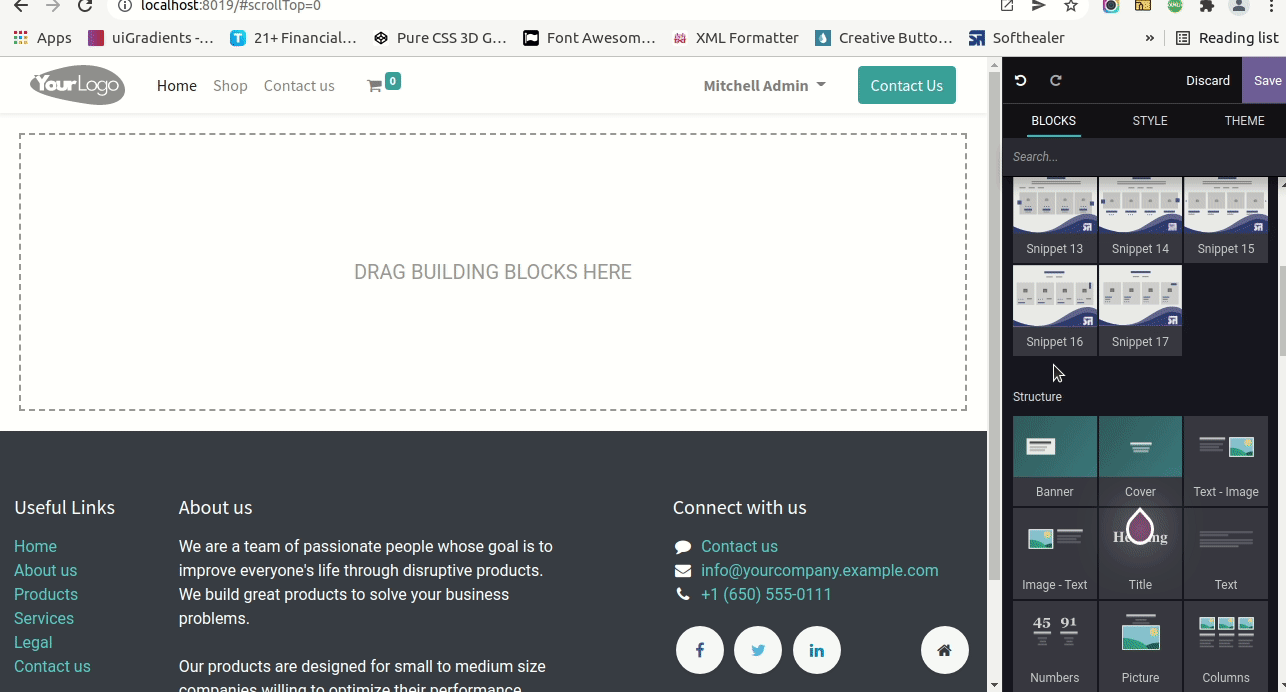 localhost:8019/#scrollTop=0
Apps uiGradients -... 21+ Financial... Pure CSS 3D G... Font Awesom... XML Formatter Creative Butto... Softhealer » Reading list
YourLogo Home Shop Contact us 0 Mitchell Admin Contact Us
Discard Save
BLOCKS STYLE THEME
Search...
DRAG BUILDING BLOCKS HERE
Snippet 13 Snippet 14 Snippet 15
Snippet 16 Snippet 17
Structure
Banner Cover Text - Image
Heading
Image - Text Title Text
45 91
Numbers Picture Columns
Useful Links
Home
About us
Products
Services
Legal
Contact us
About us
We are a team of passionate people whose goal is to
improve everyone's life through disruptive products.
We build great products to solve your business
problems.
Our products are designed for small to medium size
companies willing to optimize their performance.
Connect with us
Contact us
info@yourcompany.example.com
+1 (650) 555-0111